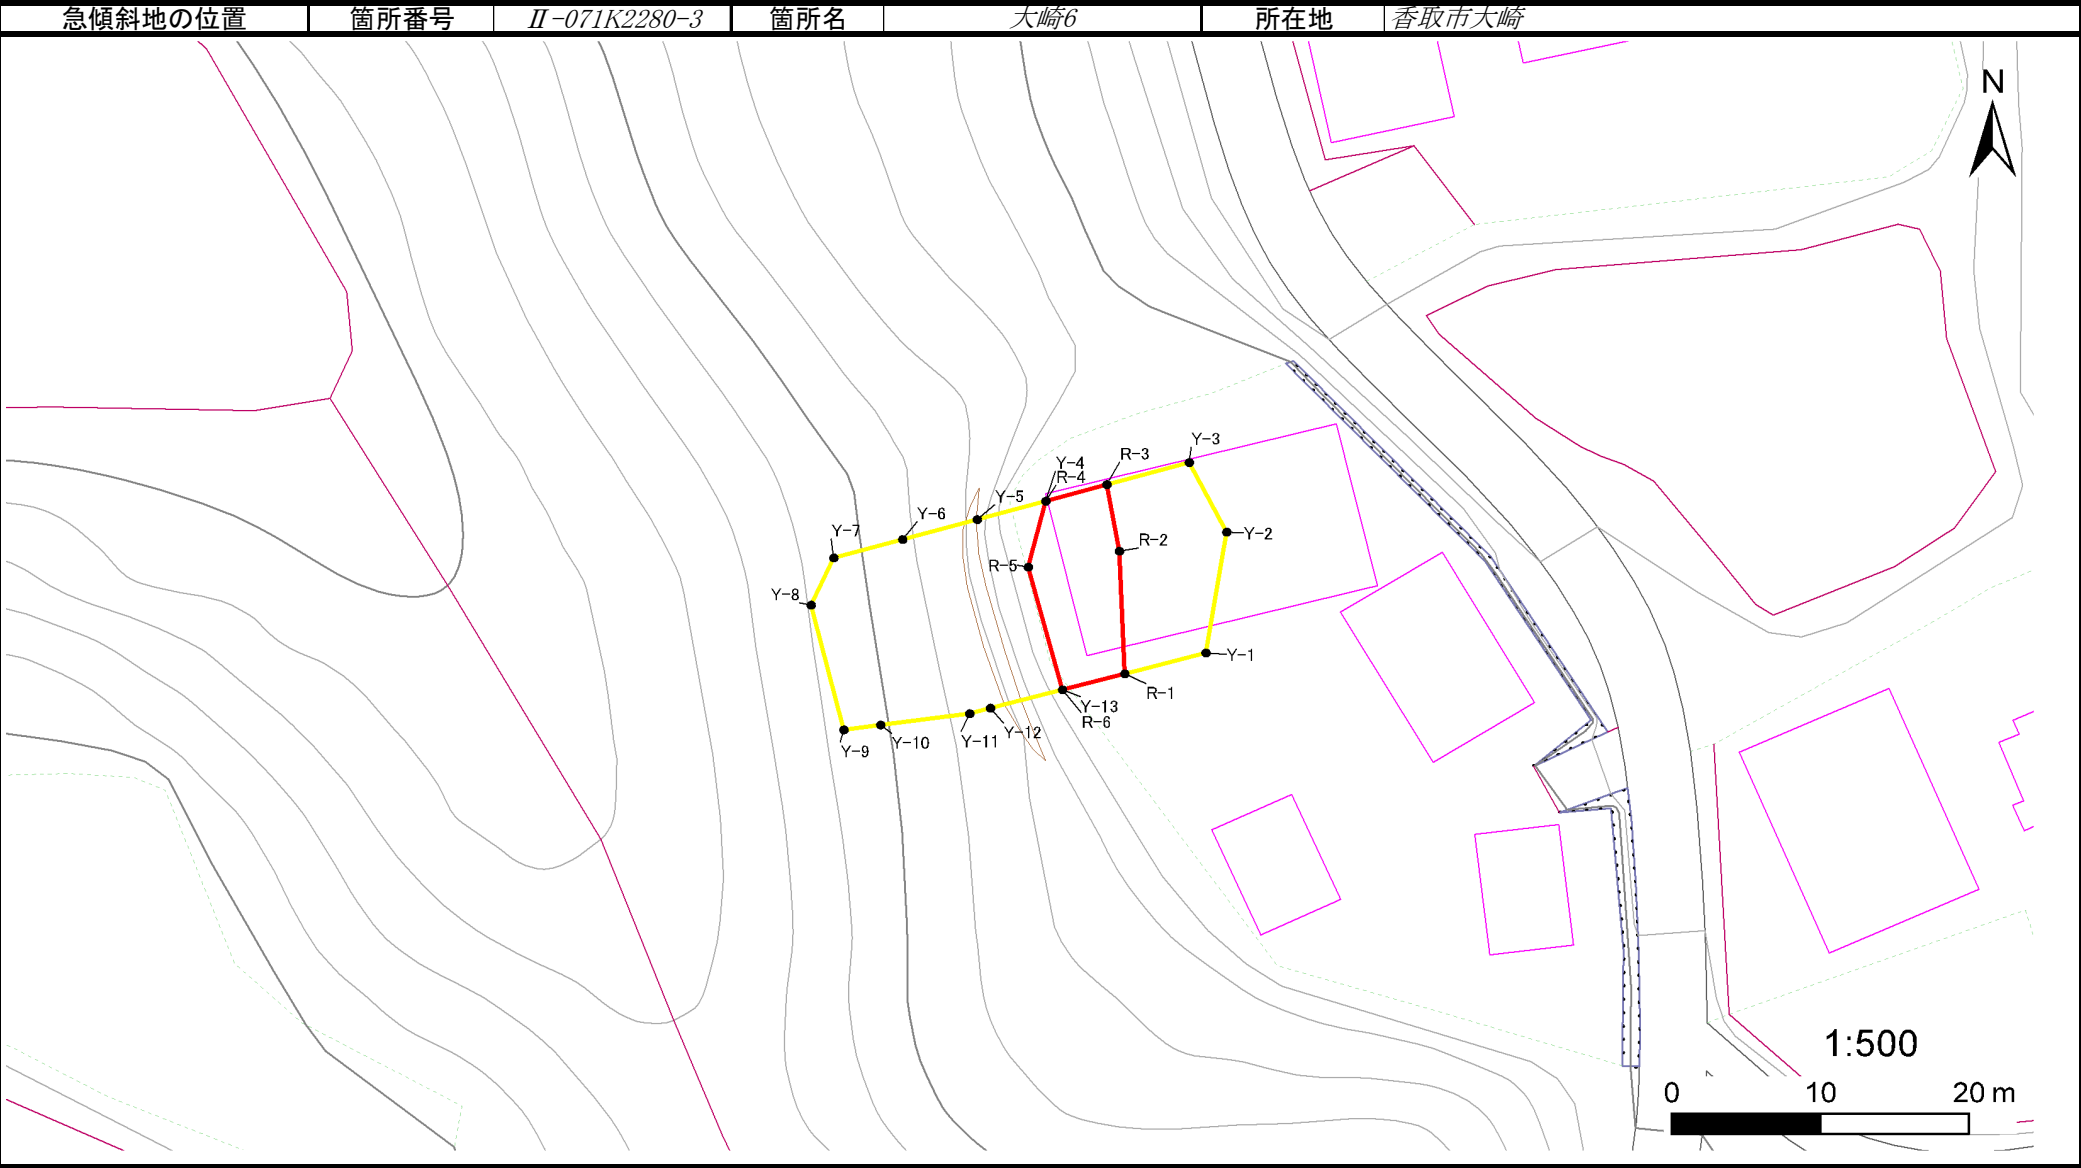 急傾斜地の位置 箇所番号 Ⅱ-071K2280-3 箇所名 大崎6 所在地 香取市大崎
N
Y-3
R-3
Y-4
R-4
Y-5
Y-6
Y-7
Y-2
R-2
R-5
Y-8
Y-1
R-1
Y-13
R-6
Y-12
Y-11
Y-10
Y-9
1:500
0 10 20 m